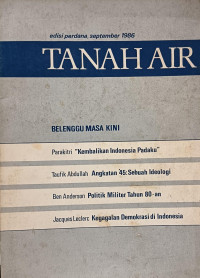 edisi perdana, september 1986
TANAH AIR
BELENGGU MASA KINI
Parakitri "Kembalikan Indonesia Padaku"
Taufik Abdullah Angkatan '45: Sebuah Ideologi
Ben Anderson Politik Militer Tahun 80-an
Jacques Leclerc Kegagalan Demokrasi di Indonesia